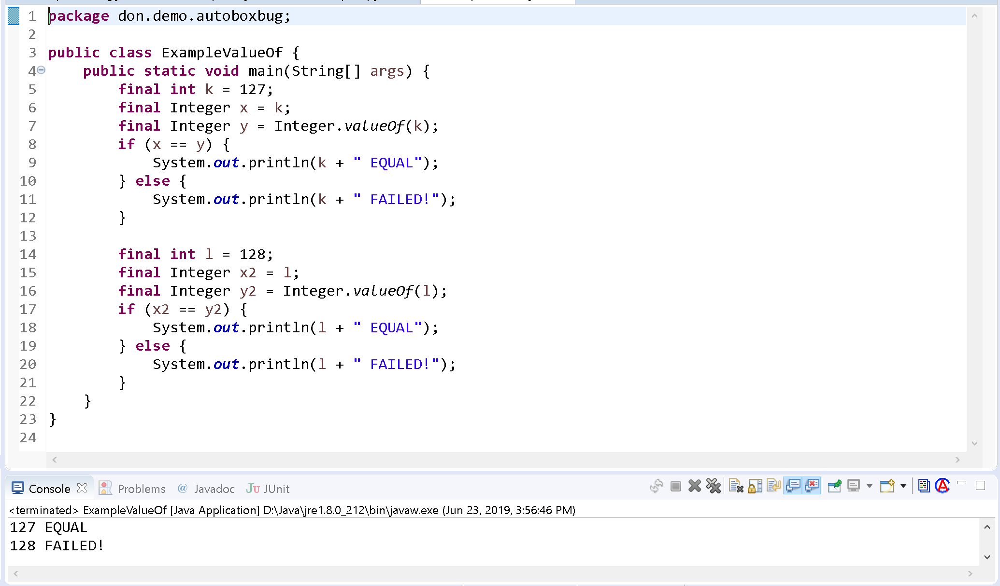 1 package don.demo.autoboxbug;
2
3 public class ExampleValueOf {
4     public static void main(String[] args) {
5         final int k = 127;
6         final Integer x = k;
7         final Integer y = Integer.valueOf(k);
8         if (x == y) {
9             System.out.println(k + " EQUAL");
10         } else {
11             System.out.println(k + " FAILED!");
12         }
13
14         final int l = 128;
15         final Integer x2 = l;
16         final Integer y2 = Integer.valueOf(l);
17         if (x2 == y2) {
18             System.out.println(l + " EQUAL");
19         } else {
20             System.out.println(l + " FAILED!");
21         }
22     }
23 }
24
Console Problems @ Javadoc Ju JUnit
<terminated> ExampleValueOf [Java Application] D:\Java\jre1.8.0_212\bin\javaw.exe (Jun 23, 2019, 3:56:46 PM)
127 EQUAL
128 FAILED!